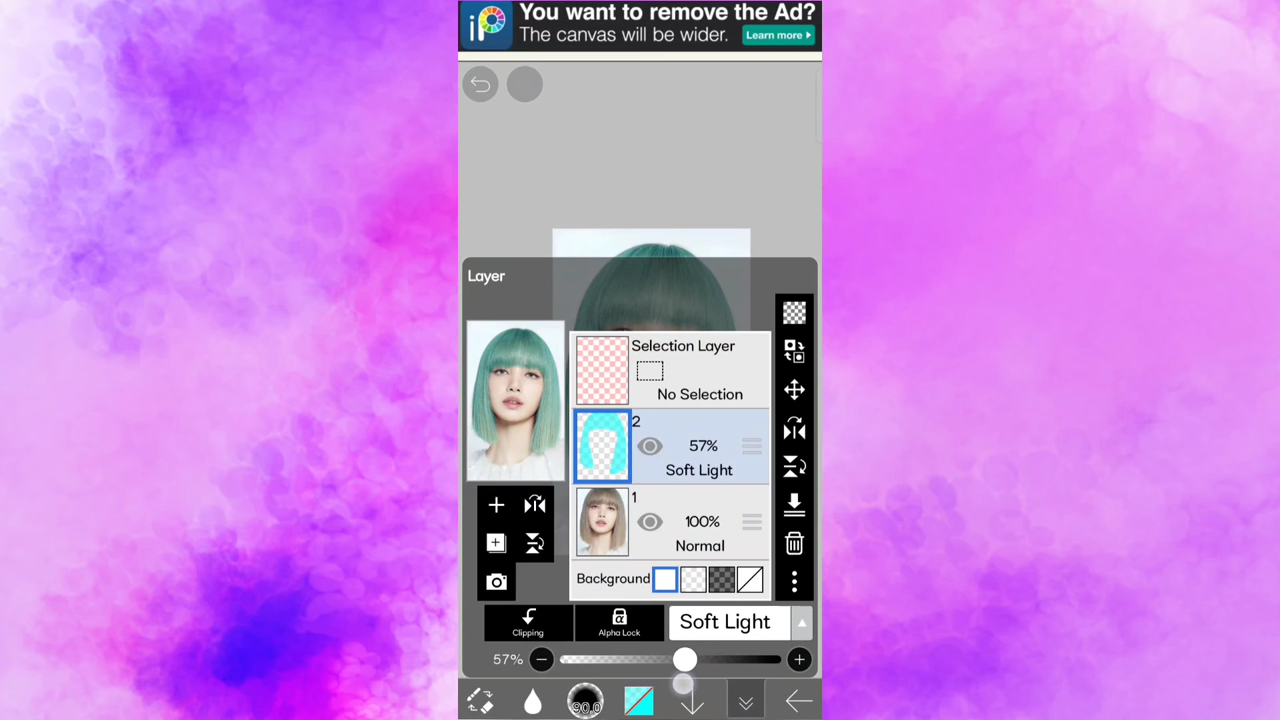 You want to remove the Ad?
The canvas will be wider.
Learn more
Layer
Selection Layer
No Selection
2
57%
Soft Light
1
100%
Normal
Background
Clipping
Alpha Lock
Soft Light
57%
90.0